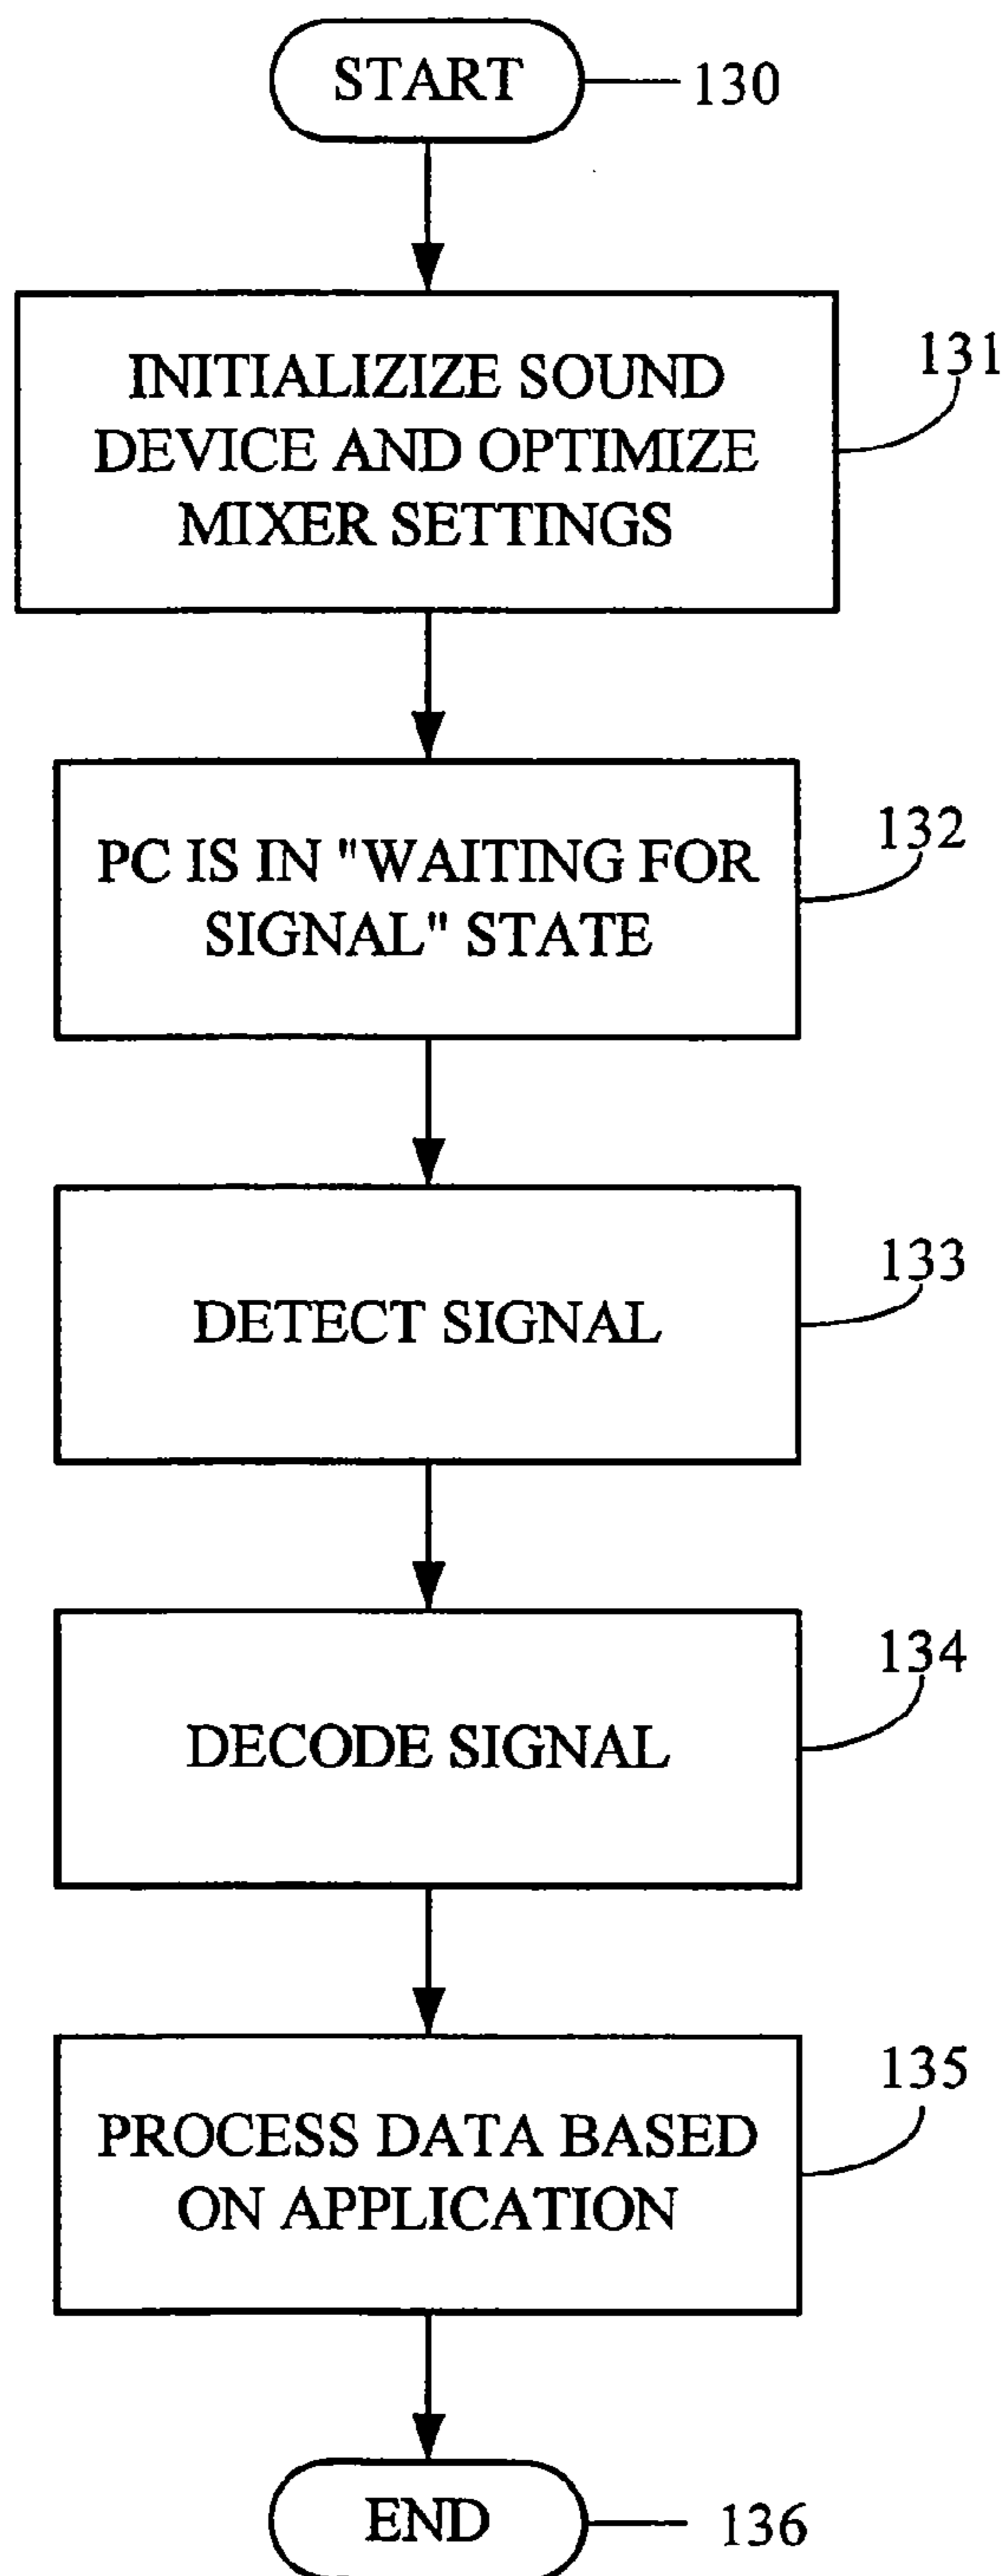 START
130
INITIALIZIZE SOUND
DEVICE AND OPTIMIZE
MIXER SETTINGS
131
PC IS IN "WAITING FOR
SIGNAL" STATE
132
DETECT SIGNAL
133
DECODE SIGNAL
134
PROCESS DATA BASED
ON APPLICATION
135
END
136